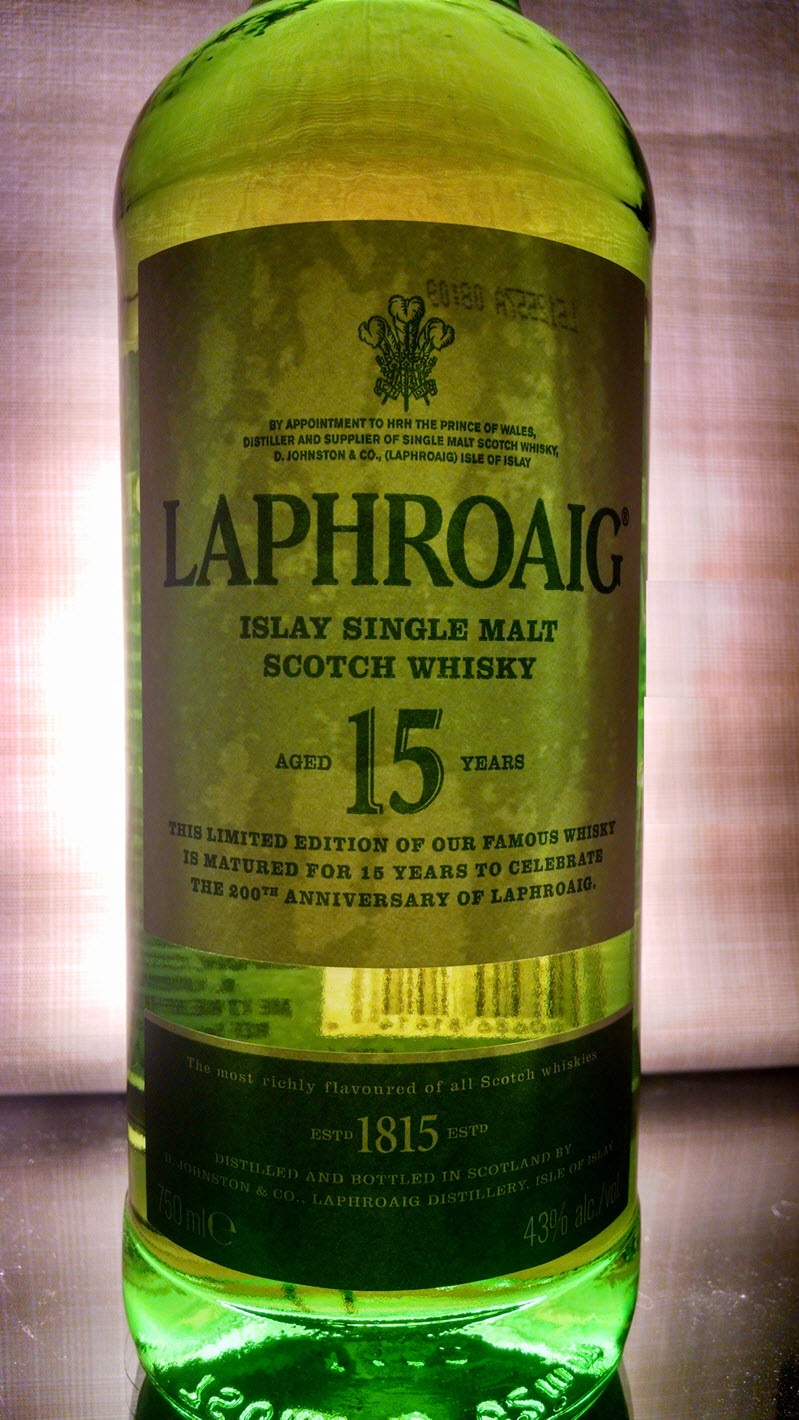 BY APPOINTMENT TO HRH THE PRINCE OF WALES,
DISTILLER AND SUPPLIER OF SINGLE MALT SCOTCH WHISKY,
D. JOHNSTON & CO., (LAPHROAIG) ISLE OF ISLAY
LAPHROAIG®
ISLAY SINGLE MALT
SCOTCH WHISKY
AGED 15 YEARS
THIS LIMITED EDITION OF OUR FAMOUS WHISKY
IS MATURED FOR 15 YEARS TO CELEBRATE
THE 200TH ANNIVERSARY OF LAPHROAIG.
The most richly flavoured of all Scotch whiskies
ESTD 1815 ESTD
DISTILLED AND BOTTLED IN SCOTLAND BY
D. JOHNSTON & CO., LAPHROAIG DISTILLERY, ISLE OF ISLAY
750 ml ℮ 43% alc./vol.